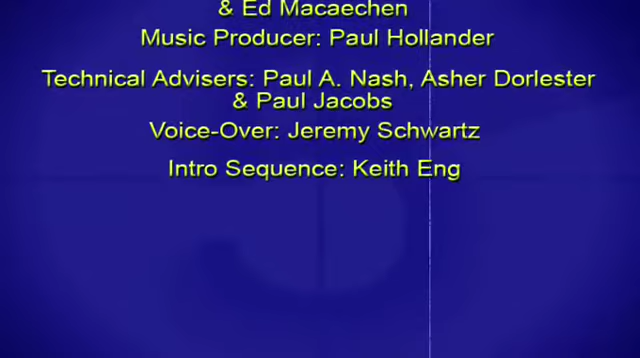 & Ed Macaechen
Music Producer: Paul Hollander
Technical Advisers: Paul A. Nash, Asher Dorlester
& Paul Jacobs
Voice-Over: Jeremy Schwartz
Intro Sequence: Keith Eng